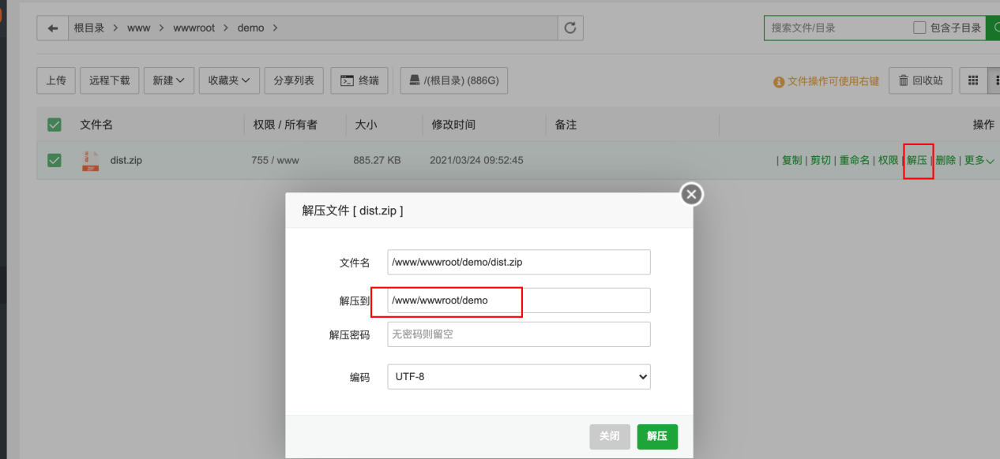 根目录 > www > wwwroot > demo >
搜索文件/目录 包含子目录
上传 远程下载 新建 收藏夹 分享列表 终端 /(根目录) (886G) 文件操作可使用右键 回收站
文件名 权限 / 所有者 大小 修改时间 备注 操作
dist.zip 755 / www 885.27 KB 2021/03/24 09:52:45 | 复制 | 剪切 | 重命名 | 权限 | 解压 | 删除 | 更多
解压文件 [ dist.zip ]
文件名 /www/wwwroot/demo/dist.zip
解压到 /www/wwwroot/demo
解压密码 无密码则留空
编码 UTF-8
关闭 解压